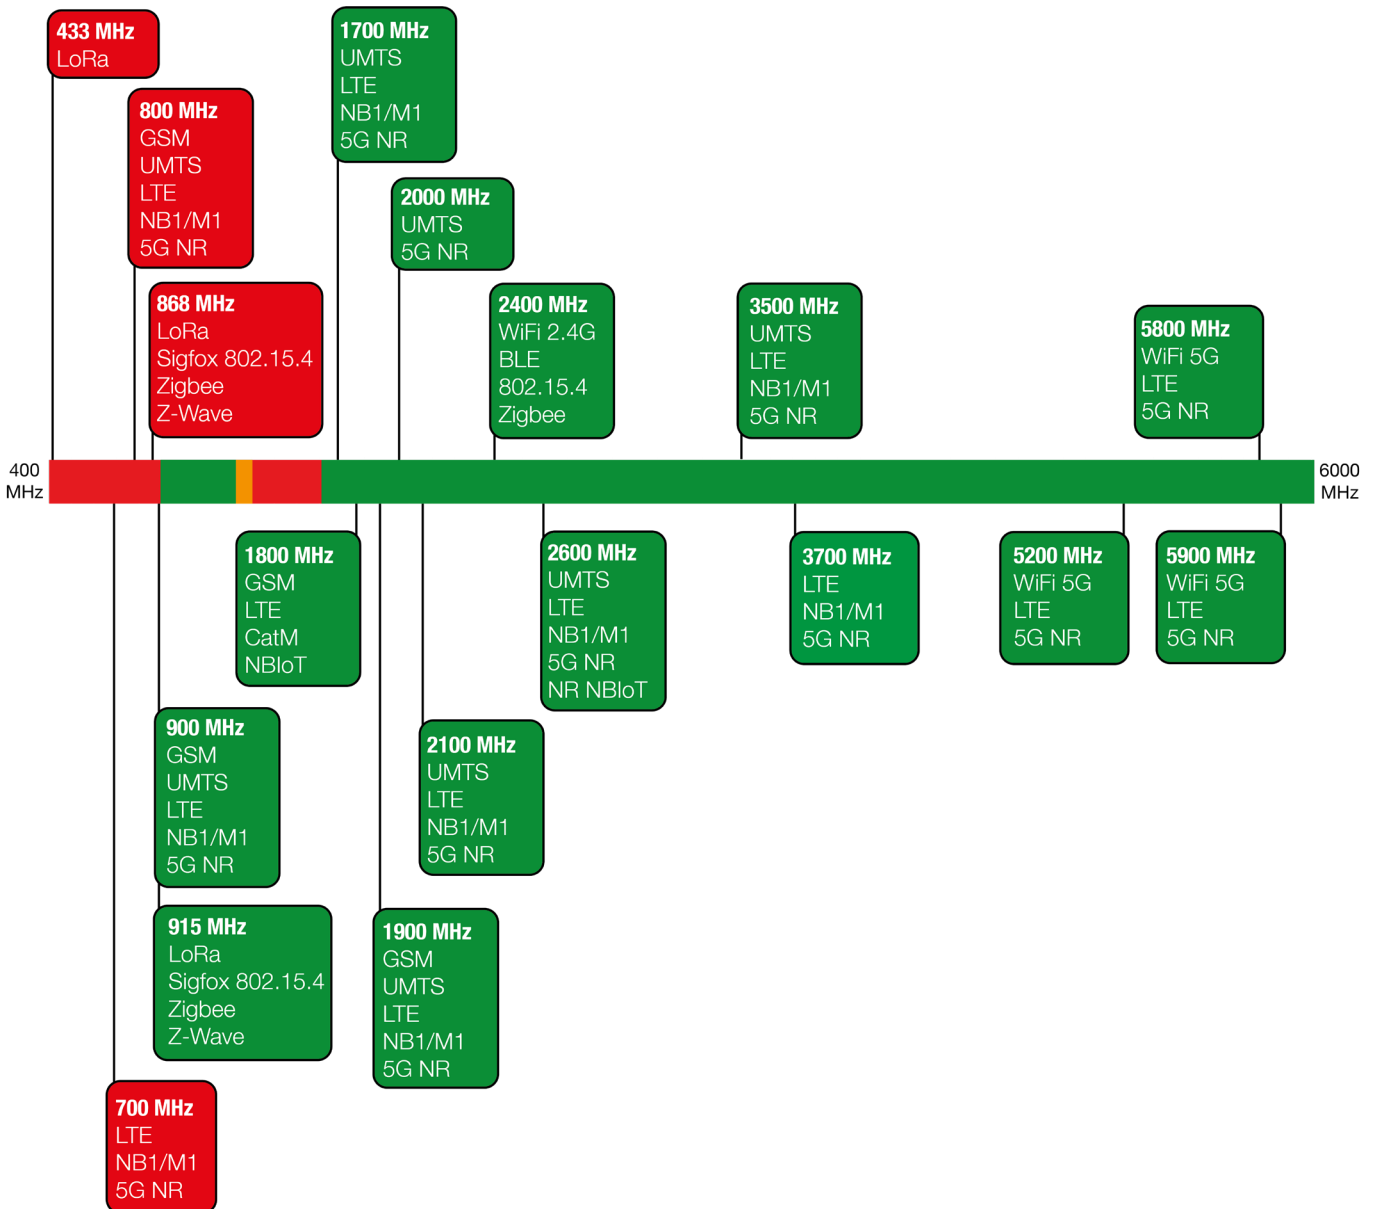 433 MHz
LoRa
800 MHz
GSM
UMTS
LTE
NB1/M1
5G NR
868 MHz
LoRa
Sigfox 802.15.4
Zigbee
Z-Wave
1700 MHz
UMTS
LTE
NB1/M1
5G NR
2000 MHz
UMTS
5G NR
2400 MHz
WiFi 2.4G
BLE
802.15.4
Zigbee
3500 MHz
UMTS
LTE
NB1/M1
5G NR
5800 MHz
WiFi 5G
LTE
5G NR
400
MHz
6000
MHz
1800 MHz
GSM
LTE
CatM
NBIoT
2600 MHz
UMTS
LTE
NB1/M1
5G NR
NR NBIoT
3700 MHz
LTE
NB1/M1
5G NR
5200 MHz
WiFi 5G
LTE
5G NR
5900 MHz
WiFi 5G
LTE
5G NR
900 MHz
GSM
UMTS
LTE
NB1/M1
5G NR
2100 MHz
UMTS
LTE
NB1/M1
5G NR
915 MHz
LoRa
Sigfox 802.15.4
Zigbee
Z-Wave
1900 MHz
GSM
UMTS
LTE
NB1/M1
5G NR
700 MHz
LTE
NB1/M1
5G NR